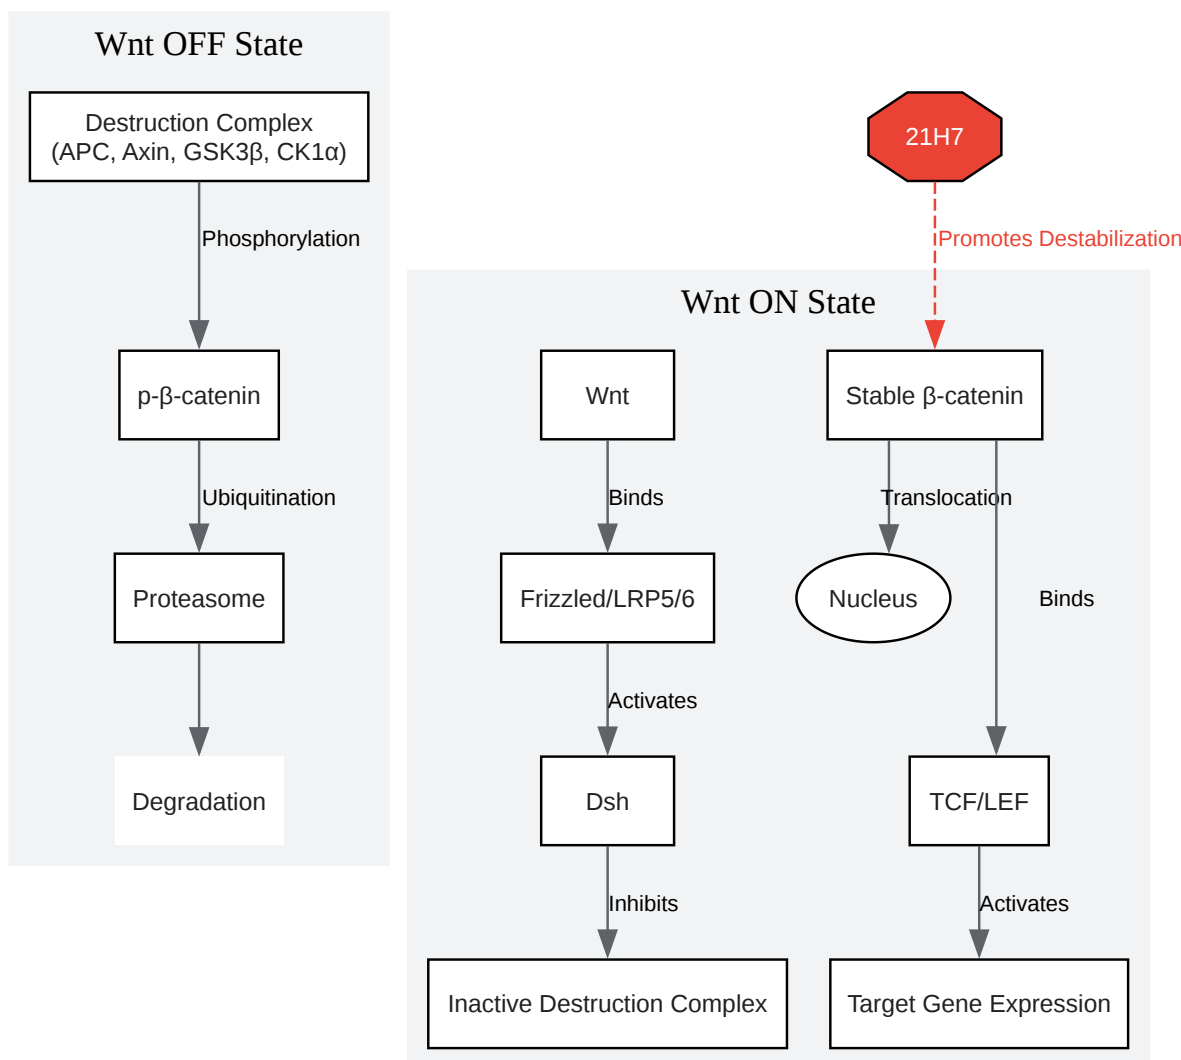 Wnt OFF State
Destruction Complex
(APC, Axin, GSK3β, CK1α)
Phosphorylation
p-β-catenin
Ubiquitination
Proteasome
Degradation
21H7
Promotes Destabilization
Wnt ON State
Wnt
Binds
Frizzled/LRP5/6
Activates
Dsh
Inhibits
Inactive Destruction Complex
Stable β-catenin
Translocation
Nucleus
Binds
TCF/LEF
Activates
Target Gene Expression